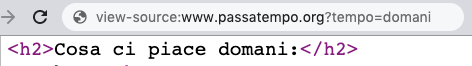 view-source:www.passatempo.org?tempo=domani
<h2>Cosa ci piace domani:</h2>